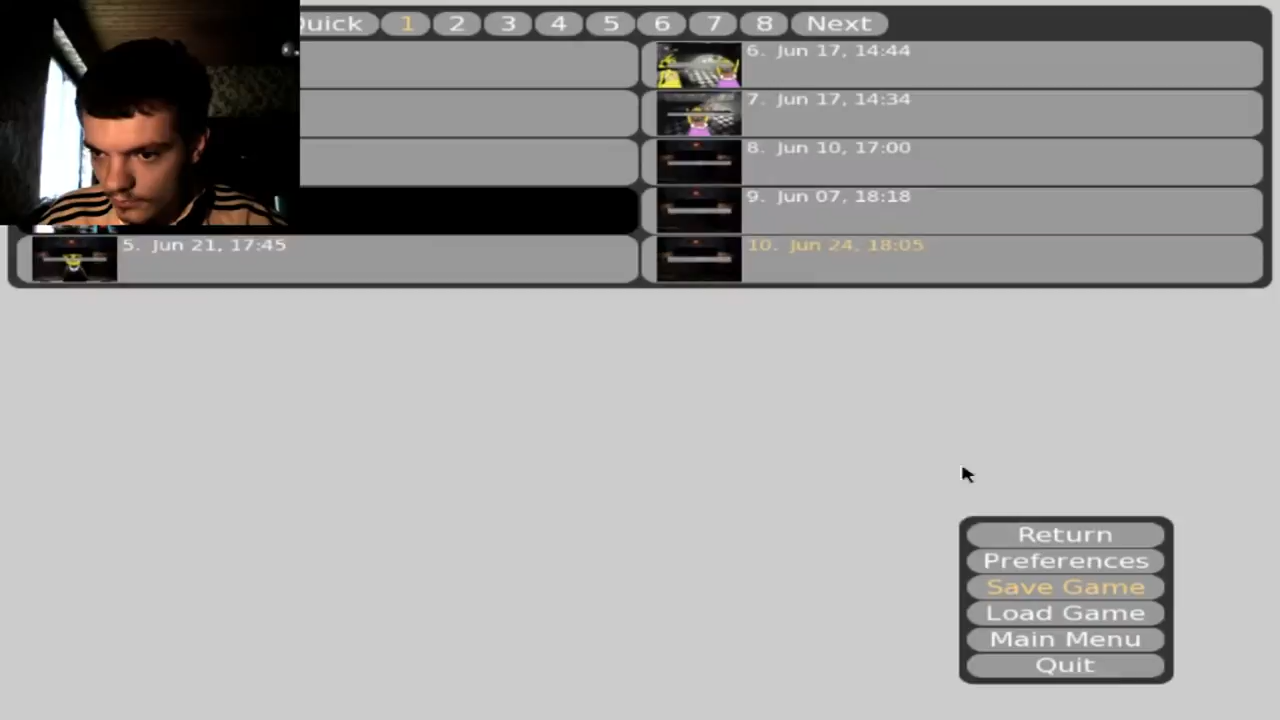 Quick 1 2 3 4 5 6 7 8 Next
6. Jun 17, 14:44
7. Jun 17, 14:34
8. Jun 10, 17:00
9. Jun 07, 18:18
5. Jun 21, 17:45
10. Jun 24, 18:05
Return
Preferences
Save Game
Load Game
Main Menu
Quit